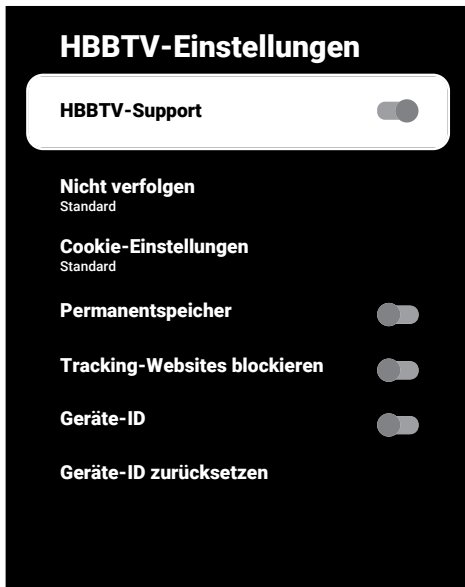 HBBTV-Einstellungen
HBBTV-Support
Nicht verfolgen
Standard
Cookie-Einstellungen
Standard
Permanentspeicher
Tracking-Websites blockieren
Geräte-ID
Geräte-ID zurücksetzen